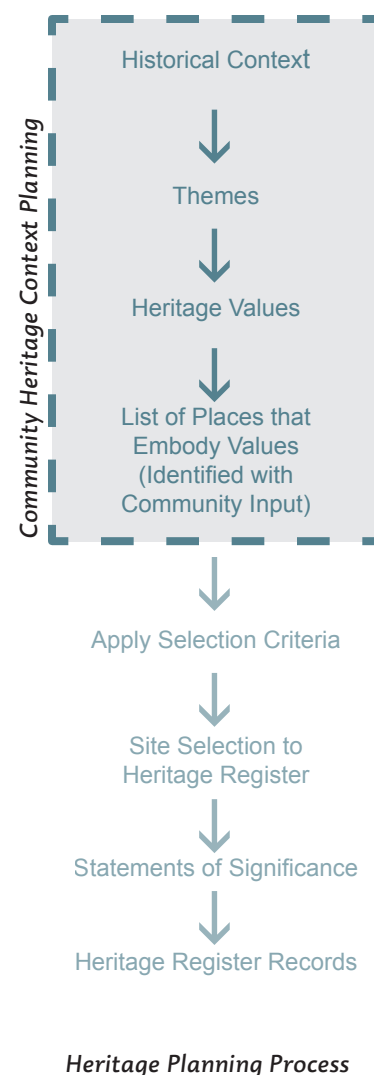 Community Heritage Context Planning
Historical Context
Themes
Heritage Values
List of Places that
Embody Values
(Identified with
Community Input)
Apply Selection Criteria
Site Selection to
Heritage Register
Statements of Significance
Heritage Register Records
Heritage Planning Process